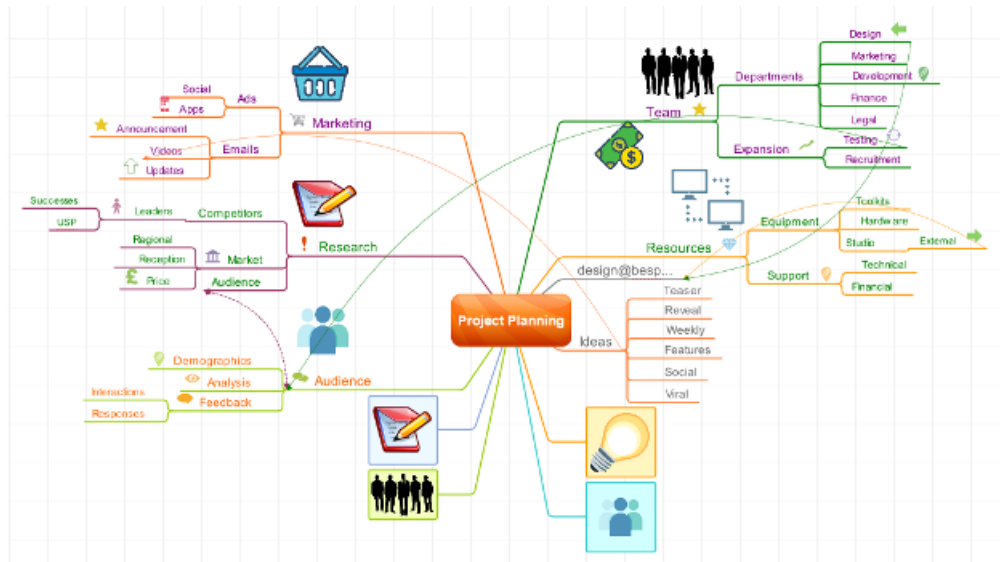 Project Planning
Marketing
Ads
Social
Apps
Emails
Announcement
Videos
Updates
Research
Competitors
Leaders
Successes
USP
Market
Regional
Reception
Price
Audience
Audience
Demographics
Analysis
Feedback
Interactions
Responses
Team
Departments
Design
Marketing
Development
Finance
Legal
Expansion
Testing
Recruitment
Resources
Equipment
Toolkits
Hardware
Studio
External
Support
Technical
Financial
design@besp...
Ideas
Teaser
Reveal
Weekly
Features
Social
Viral